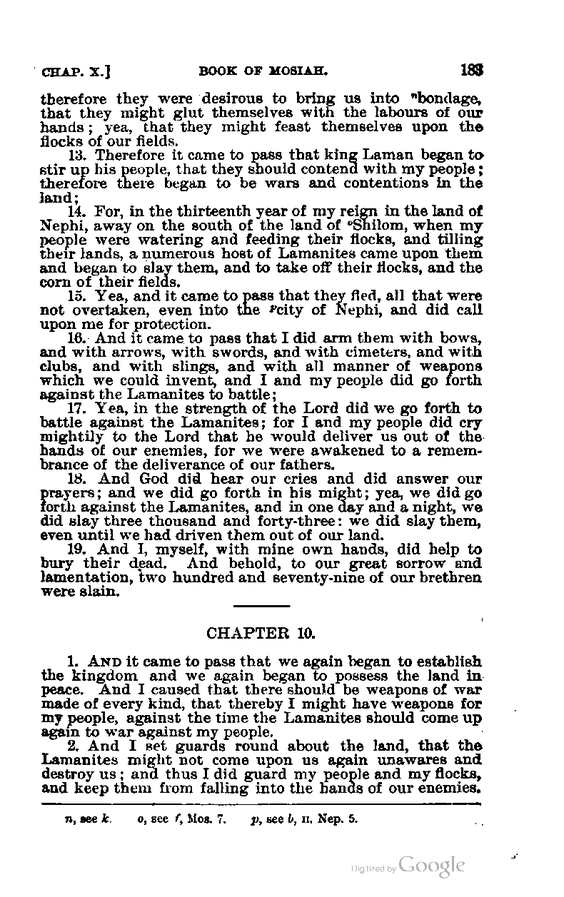 CHAP. X.] BOOK OF MOSIAH. 183
therefore they were desirous to bring us into ⁿbondage,
that they might glut themselves with the labours of our
hands; yea, that they might feast themselves upon the
flocks of our fields.
13. Therefore it came to pass that king Laman began to
stir up his people, that they should contend with my people;
therefore there began to be wars and contentions in the
land;
14. For, in the thirteenth year of my reign in the land of
Nephi, away on the south of the land of ᵒShilom, when my
people were watering and feeding their flocks, and tilling
their lands, a numerous host of Lamanites came upon them
and began to slay them, and to take off their flocks, and the
corn of their fields.
15. Yea, and it came to pass that they fled, all that were
not overtaken, even into the ᵖcity of Nephi, and did call
upon me for protection.
16. And it came to pass that I did arm them with bows,
and with arrows, with swords, and with cimeters, and with
clubs, and with slings, and with all manner of weapons
which we could invent, and I and my people did go forth
against the Lamanites to battle;
17. Yea, in the strength of the Lord did we go forth to
battle against the Lamanites; for I and my people did cry
mightily to the Lord that he would deliver us out of the
hands of our enemies, for we were awakened to a remem-
brance of the deliverance of our fathers.
18. And God did hear our cries and did answer our
prayers; and we did go forth in his might; yea, we did go
forth against the Lamanites, and in one day and a night, we
did slay three thousand and forty-three: we did slay them,
even until we had driven them out of our land.
19. And I, myself, with mine own hands, did help to
bury their dead. And behold, to our great sorrow and
lamentation, two hundred and seventy-nine of our brethren
were slain.
CHAPTER 10.
1. AND it came to pass that we again began to establish
the kingdom and we again began to possess the land in
peace. And I caused that there should be weapons of war
made of every kind, that thereby I might have weapons for
my people, against the time the Lamanites should come up
again to war against my people.
2. And I set guards round about the land, that the
Lamanites might not come upon us again unawares and
destroy us; and thus I did guard my people and my flocks,
and keep them from falling into the hands of our enemies.
n, see k. o, see f, Mos. 7. p, see b, II. Nep. 5.
Digitized by Google